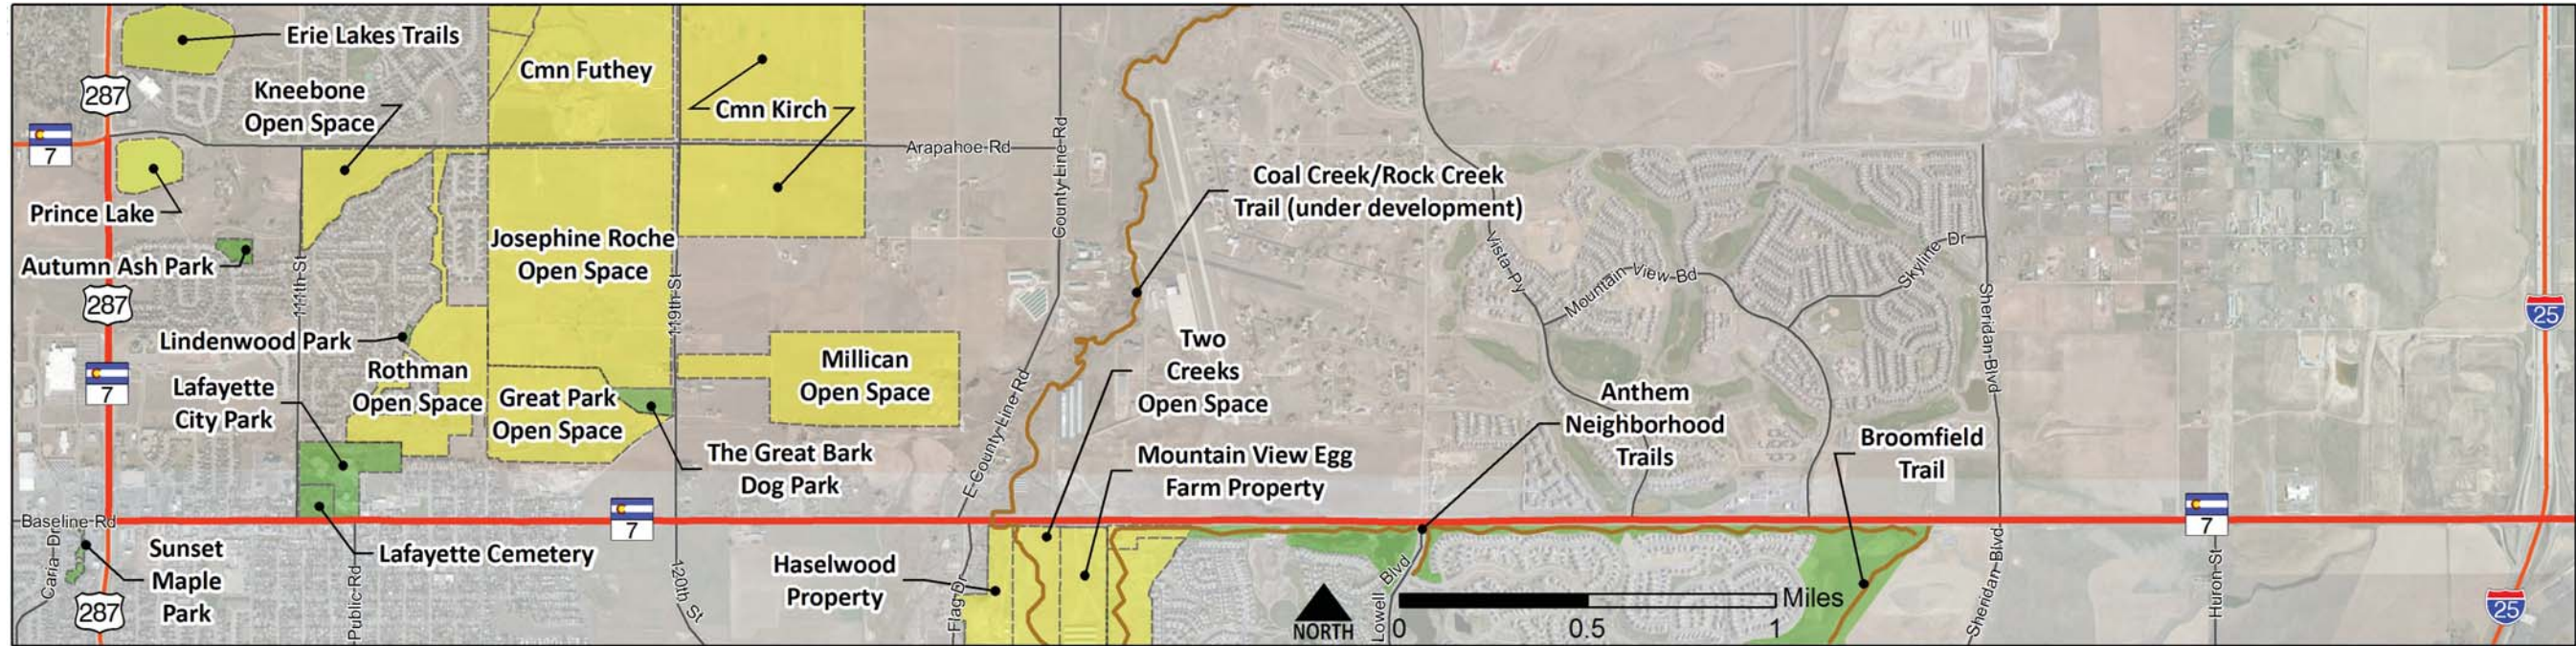 Erie Lakes Trails
287
Kneebone
Open Space
Cmn Futhey
Cmn Kirch
7
Arapahoe Rd
County Line Rd
Prince Lake
Coal Creek/Rock Creek
Trail (under development)
Autumn Ash Park
111th St
Josephine Roche
Open Space
119th St
Vista Py
Mountain View Bd
Skyline Dr
Sheridan Blvd
287
25
Lindenwood Park
7
Rothman
Open Space
Lafayette
City Park
Great Park
Open Space
Millican
Open Space
The Great Bark
Dog Park
E County Line Rd
Two
Creeks
Open Space
Mountain View Egg
Farm Property
Anthem
Neighborhood
Trails
Broomfield
Trail
Baseline Rd
7
7
Caria Dr
Sunset
Maple
Park
Lafayette Cemetery
Public Rd
120th St
Haselwood
Property
Flag Dr
Lowell
Blvd
Sheridan Blvd
Huron St
287
25
NORTH
0
0.5
1
Miles